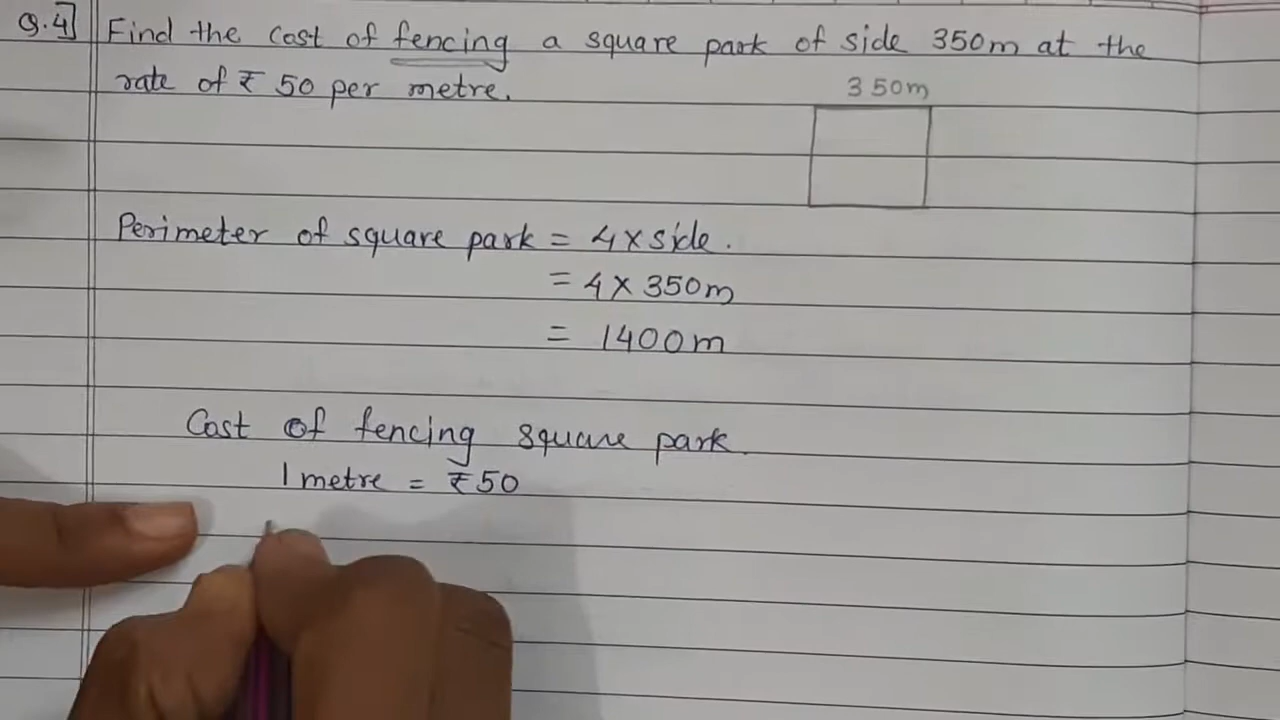 Q.4] Find the cost of fencing a square park of side 350m at the
rate of ₹ 50 per metre.
350m
Perimeter of square park = 4 × side.
= 4 × 350m
= 1400m
Cost of fencing square park.
1 metre = ₹50